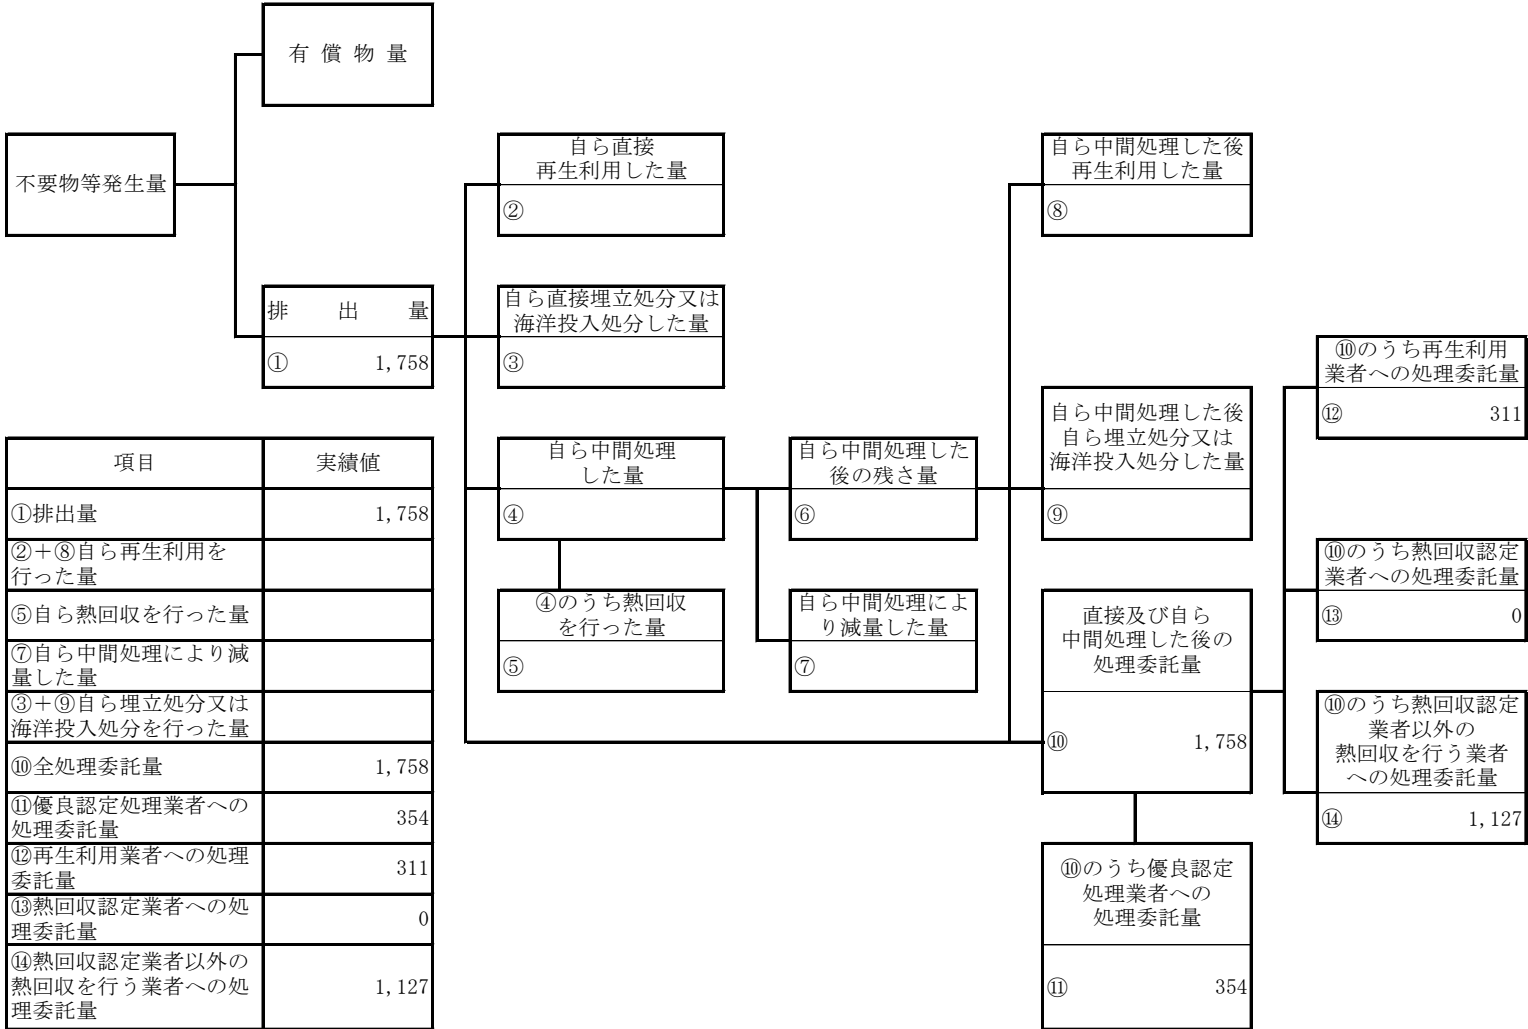 有償物量
不要物等発生量
自ら直接
再生利用した量
②
自ら中間処理した後
再生利用した量
⑧
排出量
① 1,758
自ら直接埋立処分又は
海洋投入処分した量
③
⑩のうち再生利用
業者への処理委託量
⑫ 311
自ら中間処理
した量
④
自ら中間処理した
後の残さ量
⑥
自ら中間処理した後
自ら埋立処分又は
海洋投入処分した量
⑨
⑩のうち熱回収認定
業者への処理委託量
⑬ 0
④のうち熱回収
を行った量
⑤
自ら中間処理によ
り減量した量
⑦
直接及び自ら
中間処理した後の
処理委託量
⑩ 1,758
⑩のうち熱回収認定
業者以外の
熱回収を行う業者
への処理委託量
⑭ 1,127
⑩のうち優良認定
処理業者への
処理委託量
⑪ 354
項目 実績値
①排出量 1,758
②＋⑧自ら再生利用を
行った量
⑤自ら熱回収を行った量
⑦自ら中間処理により減
量した量
③＋⑨自ら埋立処分又は
海洋投入処分を行った量
⑩全処理委託量 1,758
⑪優良認定処理業者への
処理委託量 354
⑫再生利用業者への処理
委託量 311
⑬熱回収認定業者への処
理委託量 0
⑭熱回収認定業者以外の
熱回収を行う業者への処
理委託量 1,127